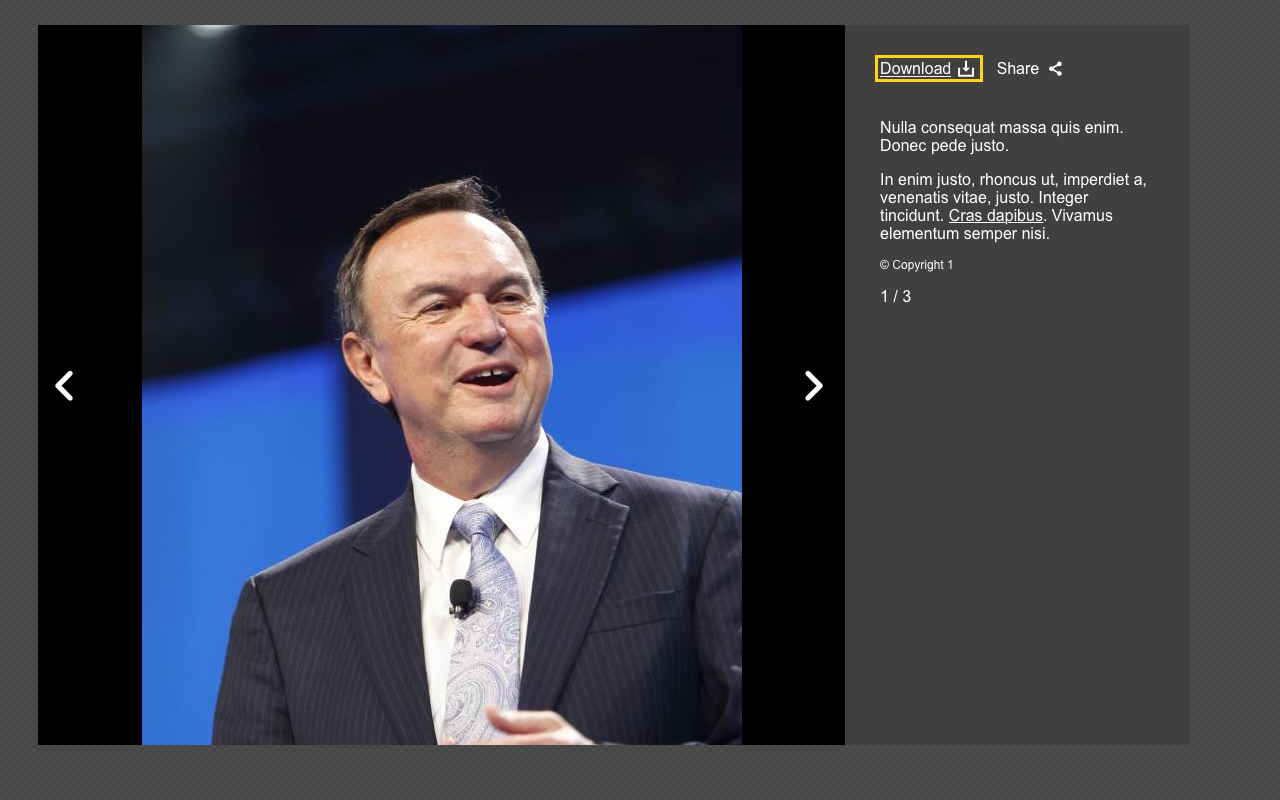 Download Share
Nulla consequat massa quis enim.
Donec pede justo.
In enim justo, rhoncus ut, imperdiet a,
venenatis vitae, justo. Integer
tincidunt. Cras dapibus. Vivamus
elementum semper nisi.
© Copyright 1
1 / 3